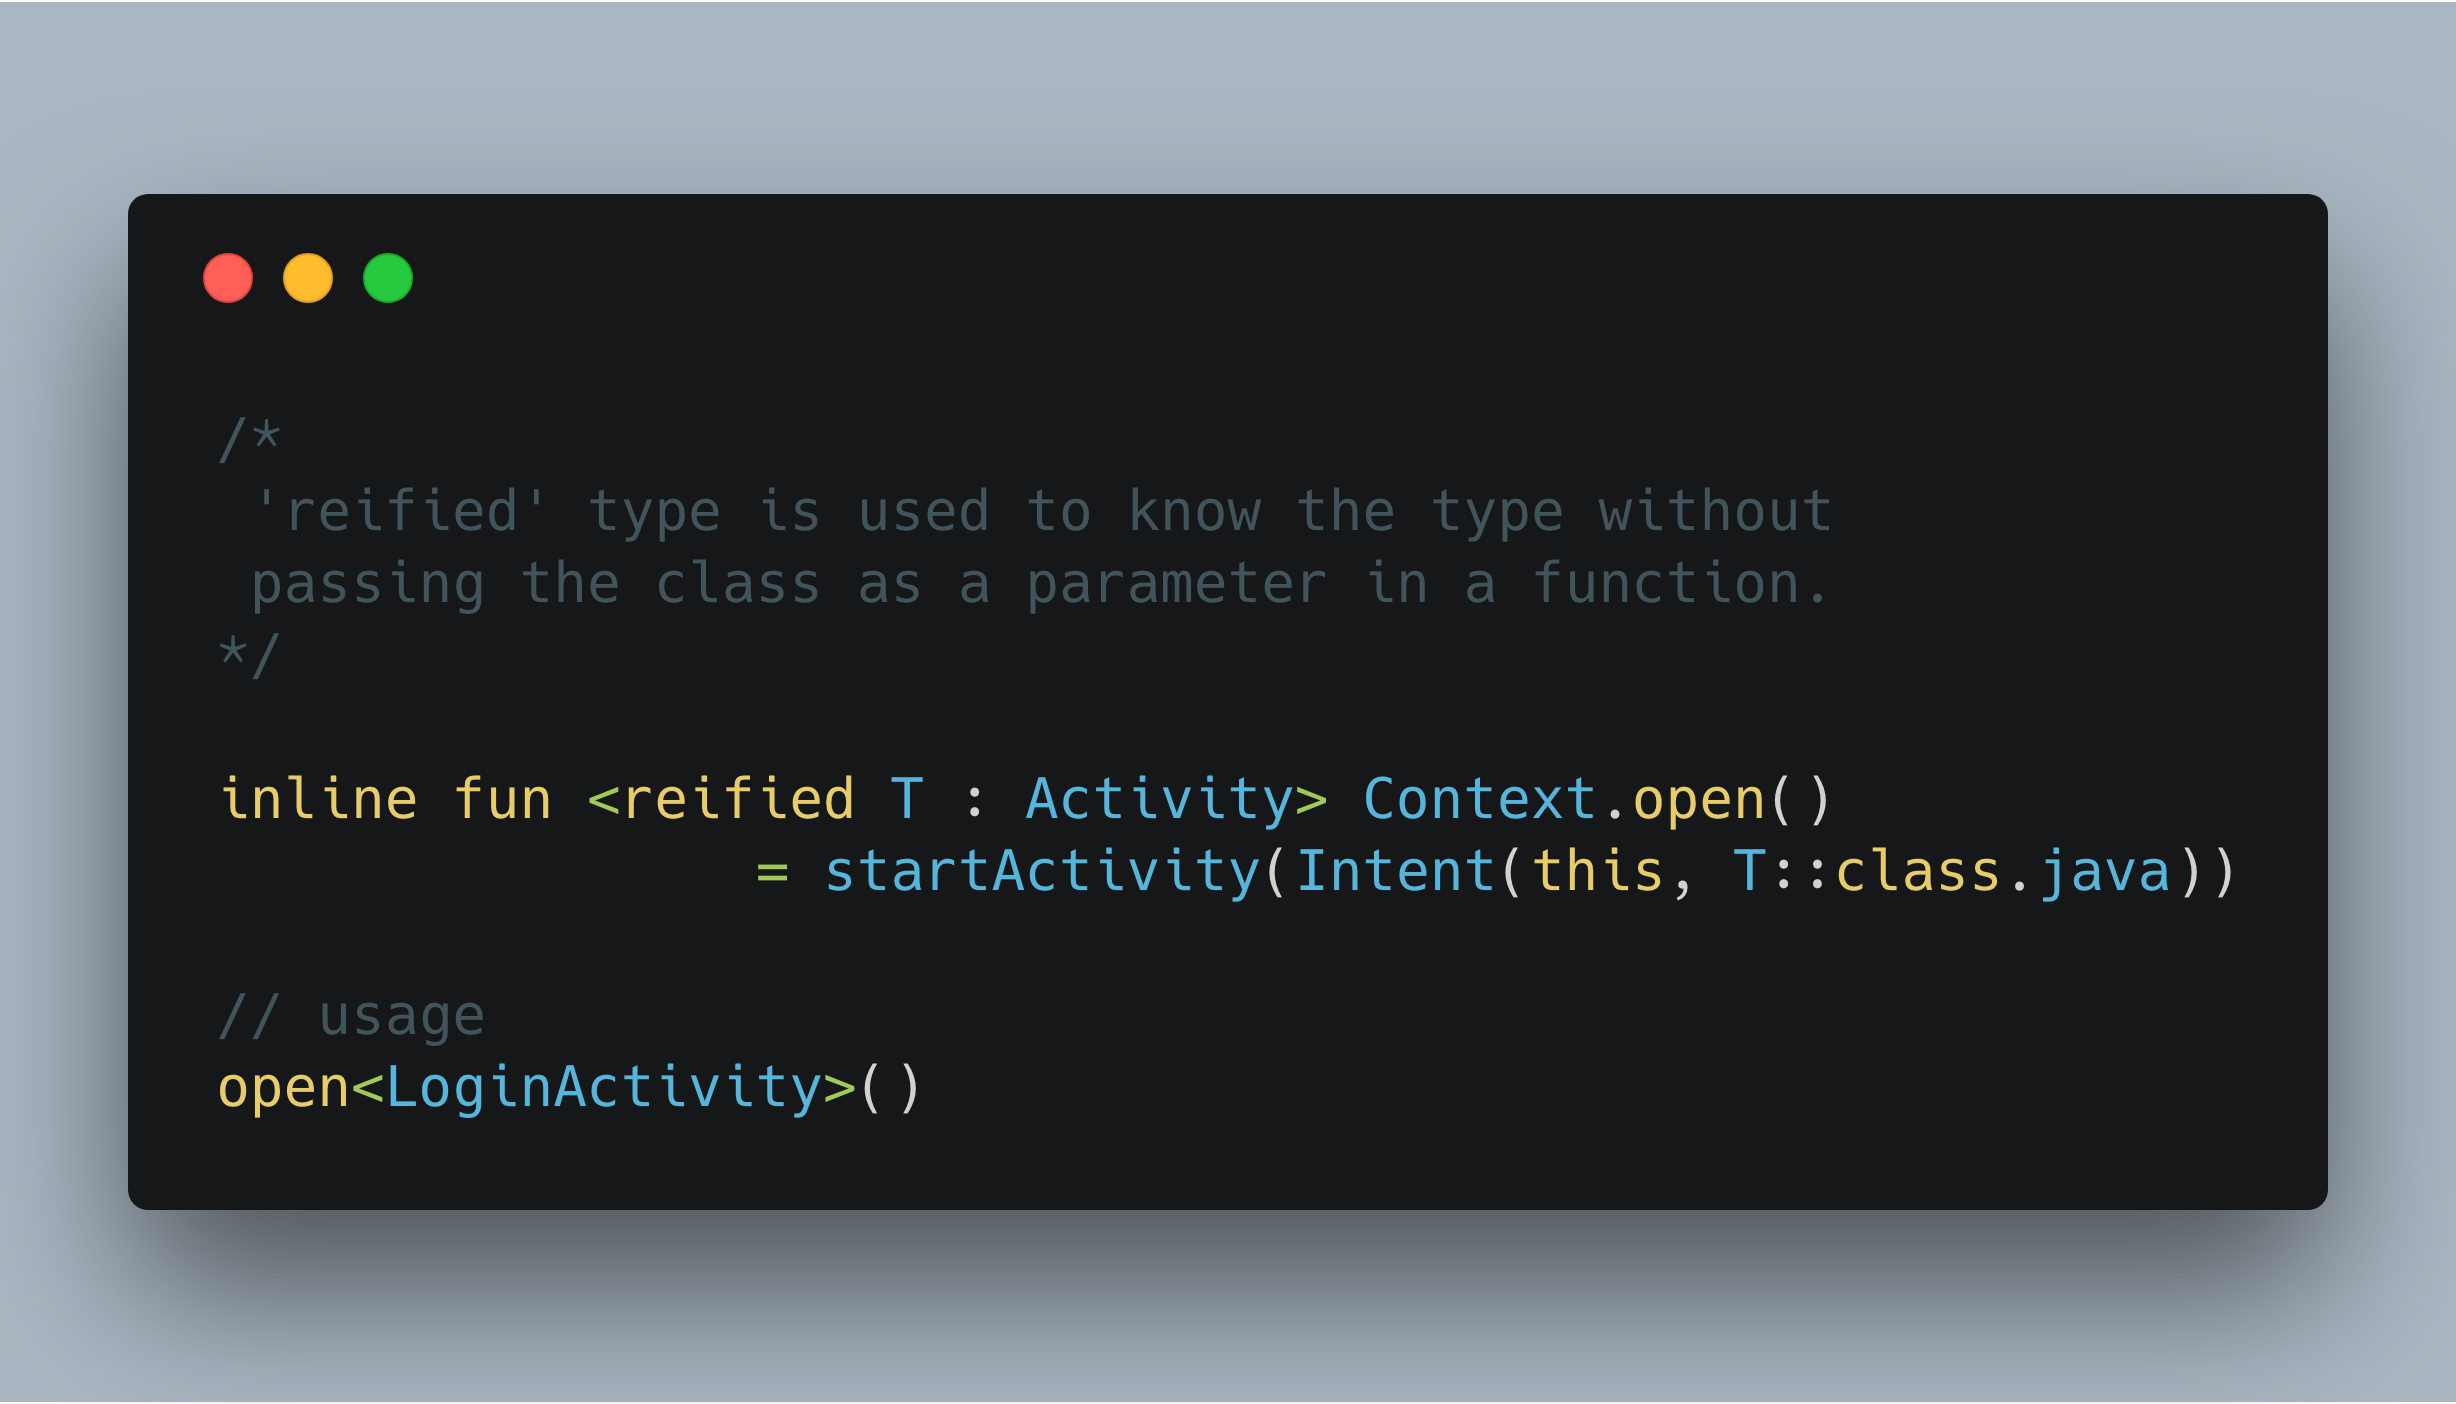 /*
 'reified' type is used to know the type without
 passing the class as a parameter in a function.
*/
inline fun <reified T : Activity> Context.open()
                = startActivity(Intent(this, T::class.java))
// usage
open<LoginActivity>()